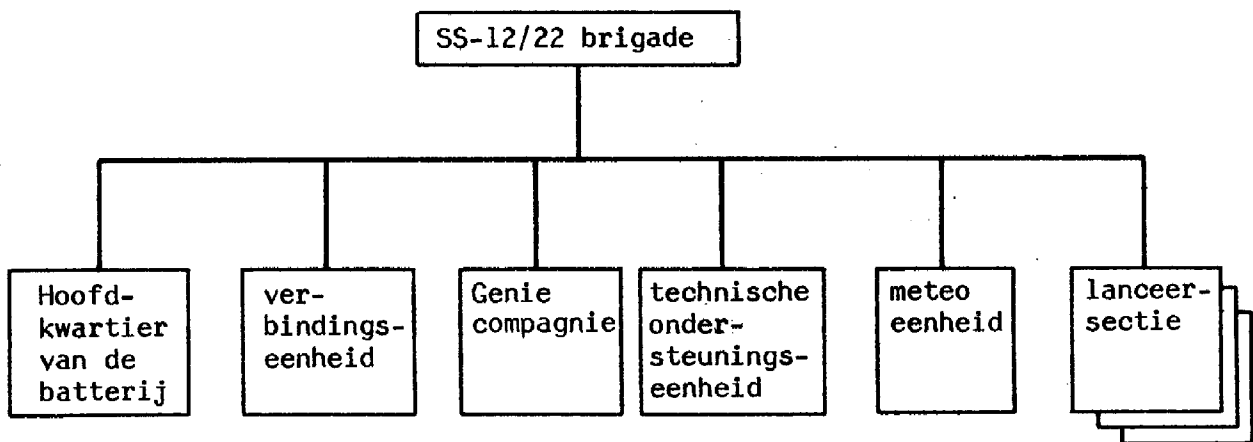 SS-12/22 brigade
Hoofd-
kwartier
van de
batterij
ver-
bindings-
eenheid
Genie
compagnie
technische
onder-
steunings-
eenheid
meteo
eenheid
lanceer-
sectie